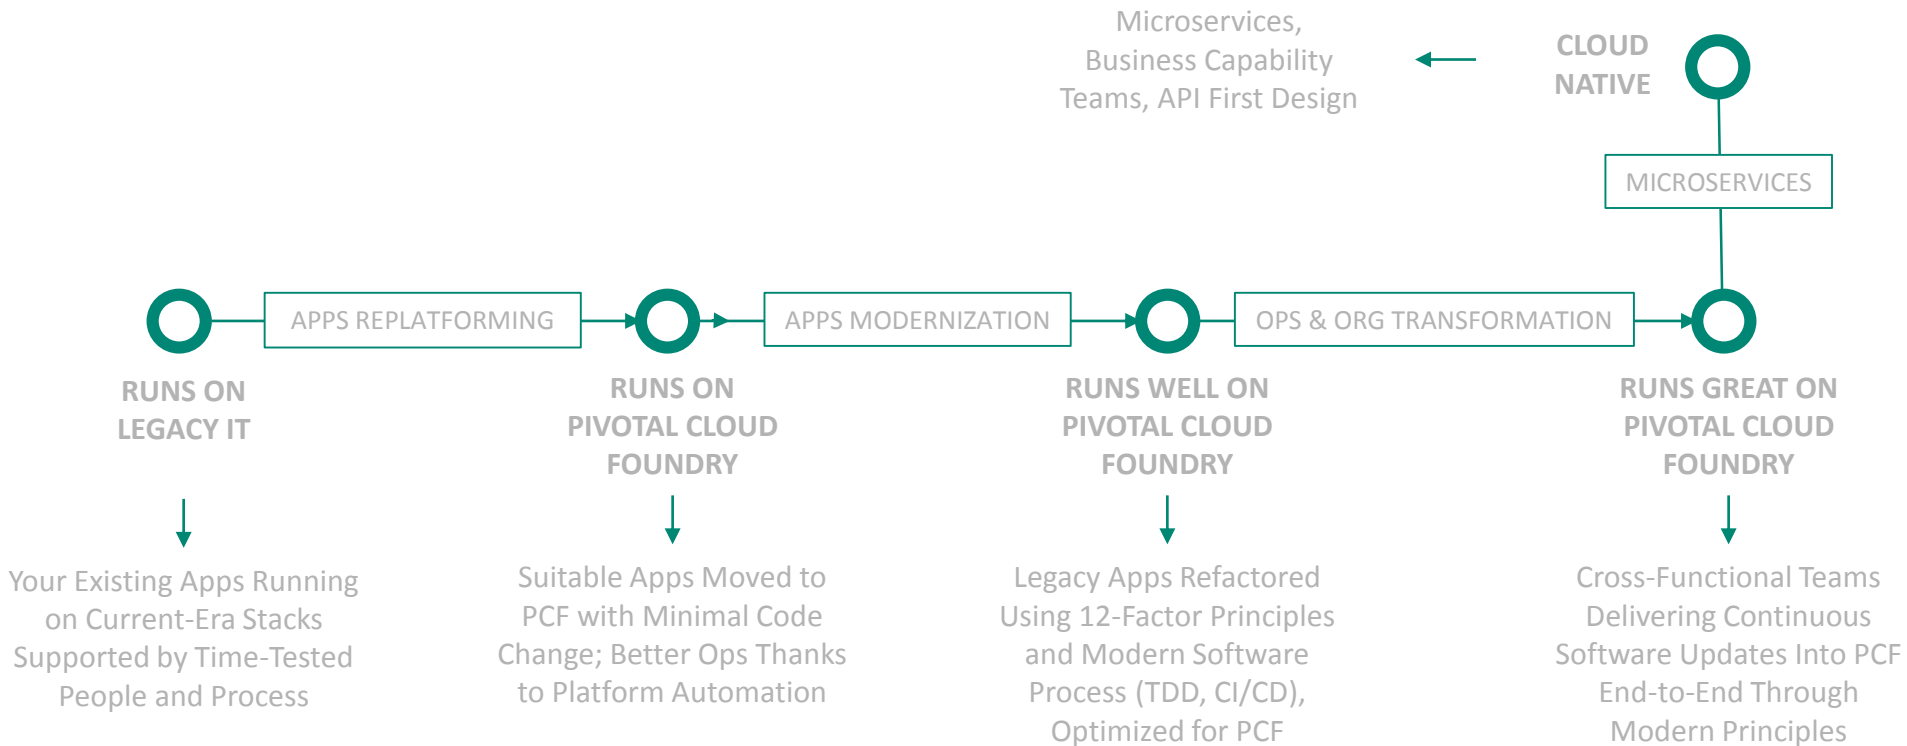 Microservices,
Business Capability
Teams, API First Design
CLOUD
NATIVE
MICROSERVICES
APPS REPLATFORMING
APPS MODERNIZATION
OPS & ORG TRANSFORMATION
RUNS ON
LEGACY IT
RUNS ON
PIVOTAL CLOUD
FOUNDRY
RUNS WELL ON
PIVOTAL CLOUD
FOUNDRY
RUNS GREAT ON
PIVOTAL CLOUD
FOUNDRY
Your Existing Apps Running
on Current-Era Stacks
Supported by Time-Tested
People and Process
Suitable Apps Moved to
PCF with Minimal Code
Change; Better Ops Thanks
to Platform Automation
Legacy Apps Refactored
Using 12-Factor Principles
and Modern Software
Process (TDD, CI/CD),
Optimized for PCF
Cross-Functional Teams
Delivering Continuous
Software Updates Into PCF
End-to-End Through
Modern Principles